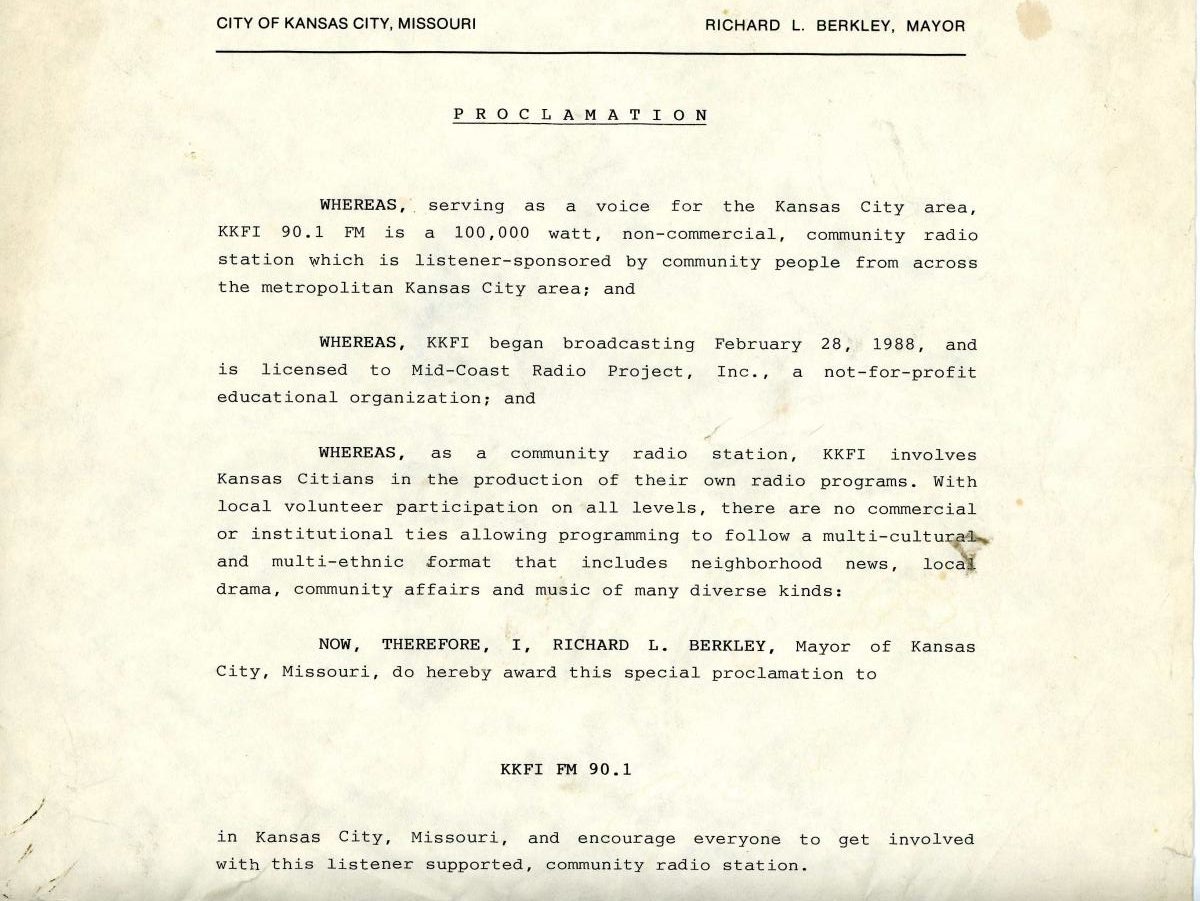 CITY OF KANSAS CITY, MISSOURI RICHARD L. BERKLEY, MAYOR
PROCLAMATION
WHEREAS, serving as a voice for the Kansas City area,
KKFI 90.1 FM is a 100,000 watt, non-commercial, community radio
station which is listener-sponsored by community people from across
the metropolitan Kansas City area; and
WHEREAS, KKFI began broadcasting February 28, 1988, and
is licensed to Mid-Coast Radio Project, Inc., a not-for-profit
educational organization; and
WHEREAS, as a community radio station, KKFI involves
Kansas Citians in the production of their own radio programs. With
local volunteer participation on all levels, there are no commercial
or institutional ties allowing programming to follow a multi-cultural
and multi-ethnic format that includes neighborhood news, local
drama, community affairs and music of many diverse kinds:
NOW, THEREFORE, I, RICHARD L. BERKLEY, Mayor of Kansas
City, Missouri, do hereby award this special proclamation to
KKFI FM 90.1
in Kansas City, Missouri, and encourage everyone to get involved
with this listener supported, community radio station.